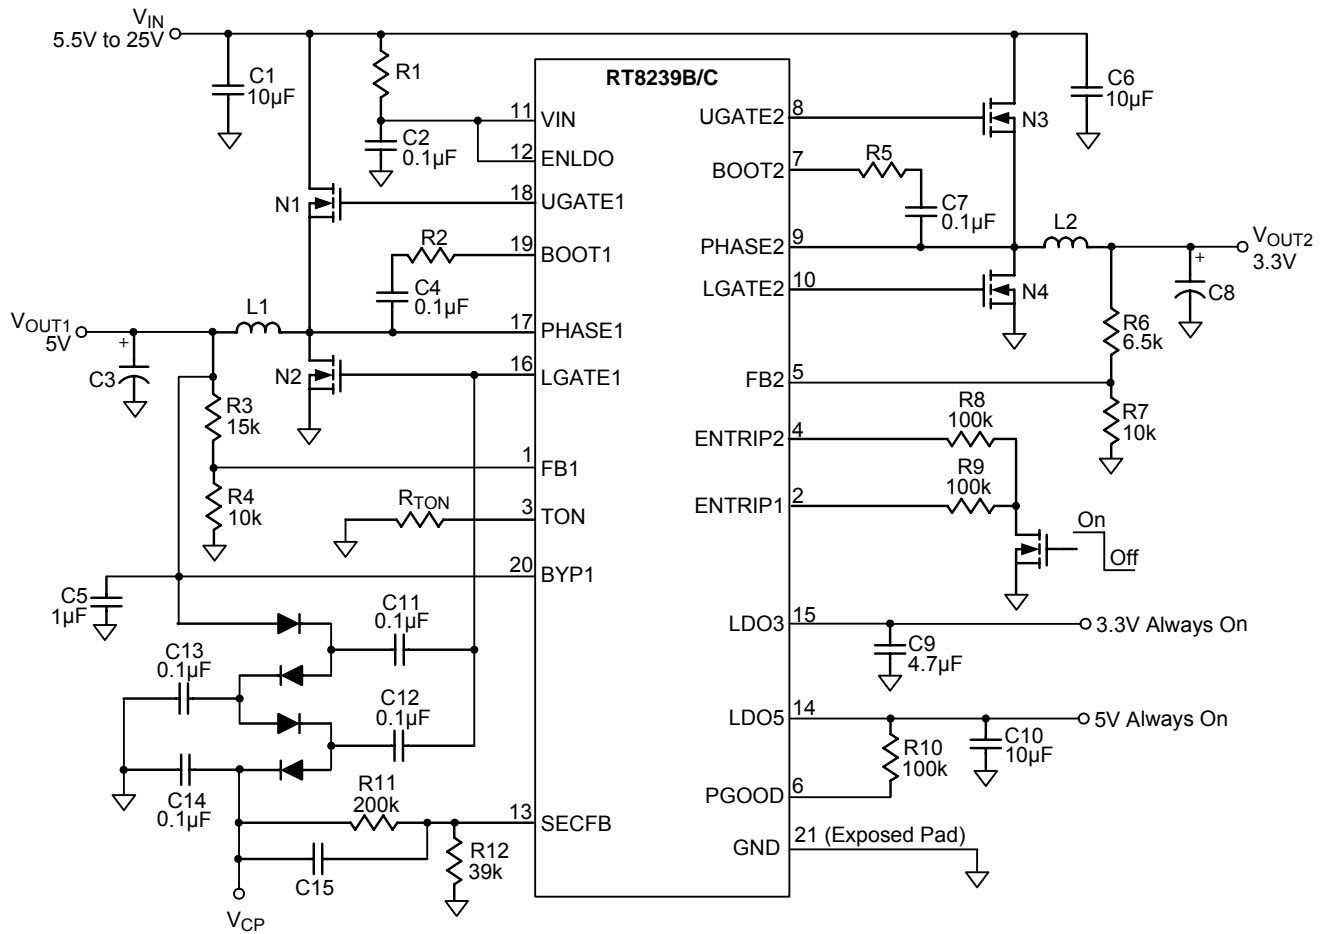 V_IN
5.5V to 25V
C1
10µF
R1
C2
0.1µF
N1
R2
C4
0.1µF
L1
V_OUT1
5V
+
C3
N2
R3
15k
R4
10k
R_TON
C5
1µF
C11
0.1µF
C13
0.1µF
C12
0.1µF
C14
0.1µF
R11
200k
C15
R12
39k
V_CP
RT8239B/C
11 VIN
12 ENLDO
18 UGATE1
19 BOOT1
17 PHASE1
16 LGATE1
1 FB1
3 TON
20 BYP1
13 SECFB
UGATE2 8
BOOT2 7
PHASE2 9
LGATE2 10
FB2 5
ENTRIP2 4
ENTRIP1 2
LDO3 15
LDO5 14
PGOOD 6
GND 21 (Exposed Pad)
C6
10µF
N3
R5
C7
0.1µF
L2
V_OUT2
3.3V
+
C8
N4
R6
6.5k
R7
10k
R8
100k
R9
100k
On
Off
3.3V Always On
C9
4.7µF
5V Always On
R10
100k
C10
10µF